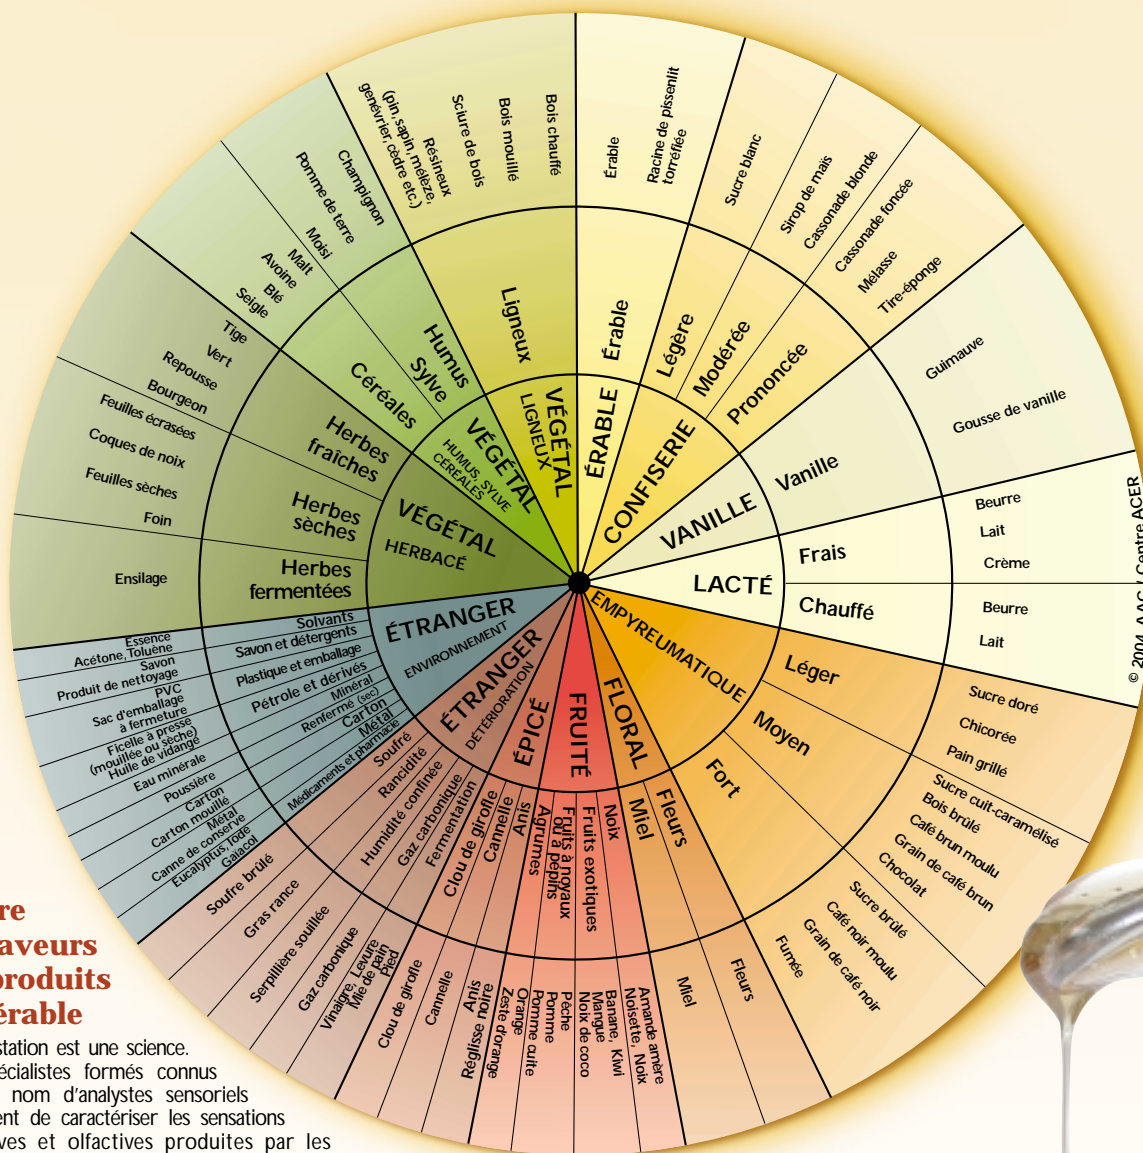 ÉRABLE
Érable
Érable
Racine de pissenlit
torréfiée
CONFISERIE
Légère
Sucre blanc
Modérée
Sirop de maïs
Cassonade blonde
Prononcée
Cassonade foncée
Mélasse
Tire-éponge
VANILLE
Vanille
Guimauve
Gousse de vanille
LACTÉ
Frais
Beurre
Lait
Crème
Chauffé
Beurre
Lait
EMPYREUMATIQUE
Léger
Sucre doré
Chicorée
Pain grillé
Moyen
Sucre cuit-caramélisé
Bois brûlé
Café brun moulu
Grain de café brun
Chocolat
Fort
Sucre brûlé
Café noir moulu
Grain de café noir
Fumée
FLORAL
Fleurs
Fleurs
Miel
Miel
FRUITÉ
Noix
Amande amère
Noisette, Noix
Fruits exotiques
Banane, Kiwi
Mangue
Noix de coco
Fruits à noyaux
ou à pépins
Pêche
Pomme
Pomme cuite
Agrumes
Orange
Zeste d'orange
ÉPICÉ
Anis
Anis
Réglisse noire
Cannelle
Cannelle
Clou de girofle
Clou de girofle
ÉTRANGER
DÉTÉRIORATION
Fermentation
Vinaigre, Levure
Mie de pain
Pied
Gaz carbonique
Gaz carbonique
Humidité confinée
Serpillière souillée
Rancidité
Gras rance
Soufré
Soufre brûlé
ÉTRANGER
ENVIRONNEMENT
Médicaments et pharmacie
Eucalyptus, Iode
Gaïacol
Métal
Métal
Canne de conserve
Carton
Carton
Carton mouillé
Renfermé (sec)
Poussière
Minéral
Eau minérale
Pétrole et dérivés
Ficelle à presse
(mouillée ou sèche)
Huile de vidange
Plastique et emballage
PVC
Sac d'emballage
à fermeture
Savon et détergents
Savon
Produit de nettoyage
Solvants
Essence
Acétone, Toluène
VÉGÉTAL
HERBACÉ
Herbes
fermentées
Ensilage
Herbes
sèches
Feuilles écrasées
Coques de noix
Feuilles sèches
Foin
Herbes
fraîches
Tige
Vert
Repousse
Bourgeon
VÉGÉTAL
HUMUS, SYLVE
CÉRÉALES
Céréales
Malt
Avoine
Blé
Seigle
Sylve
Humus
Champignon
Pomme de terre
Moisi
VÉGÉTAL
LIGNEUX
Ligneux
Résineux
(pin, sapin, mélèze,
genévrier, cèdre etc.)
Sciure de bois
Bois mouillé
Bois chauffé
© 2004 AAC / Centre ACER
re
aveurs
produits
érable
station est une science.
écialistes formés connus
nom d'analystes sensoriels
ent de caractériser les sensations
ves et olfactives produites par les